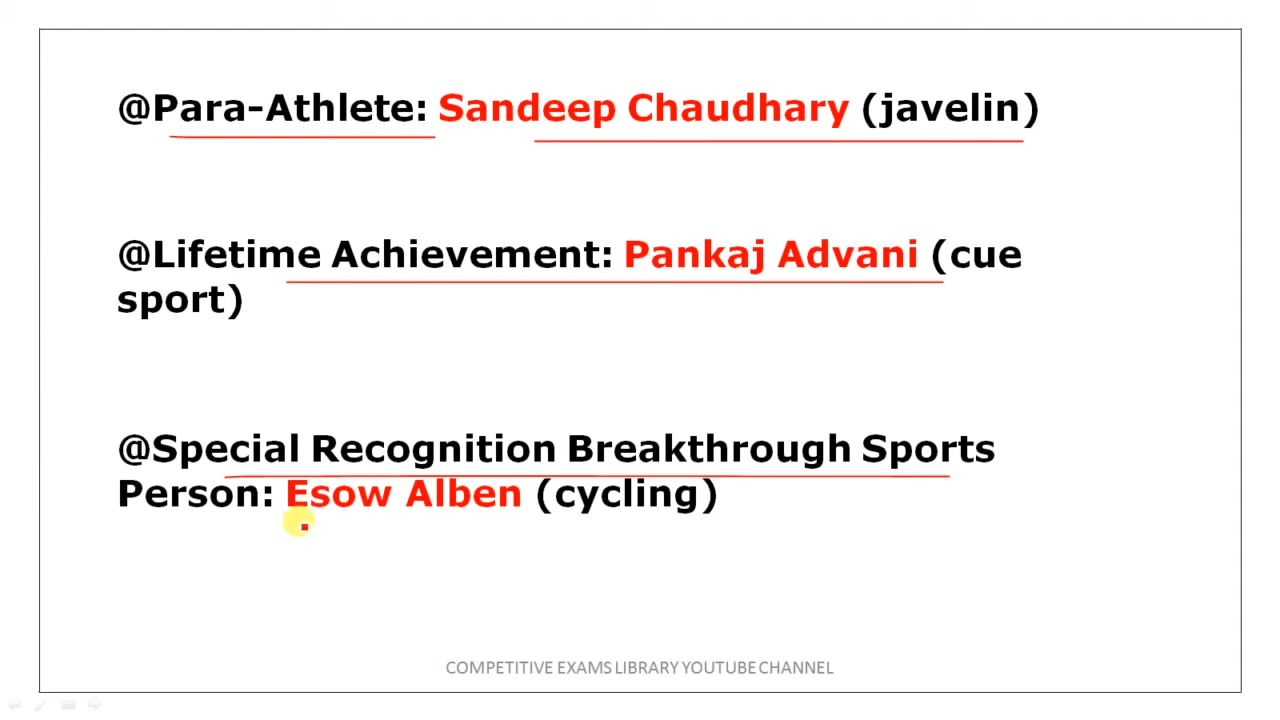 @Para-Athlete: Sandeep Chaudhary (javelin)
@Lifetime Achievement: Pankaj Advani (cue
sport)
@Special Recognition Breakthrough Sports
Person: Esow Alben (cycling)
COMPETITIVE EXAMS LIBRARY YOUTUBE CHANNEL